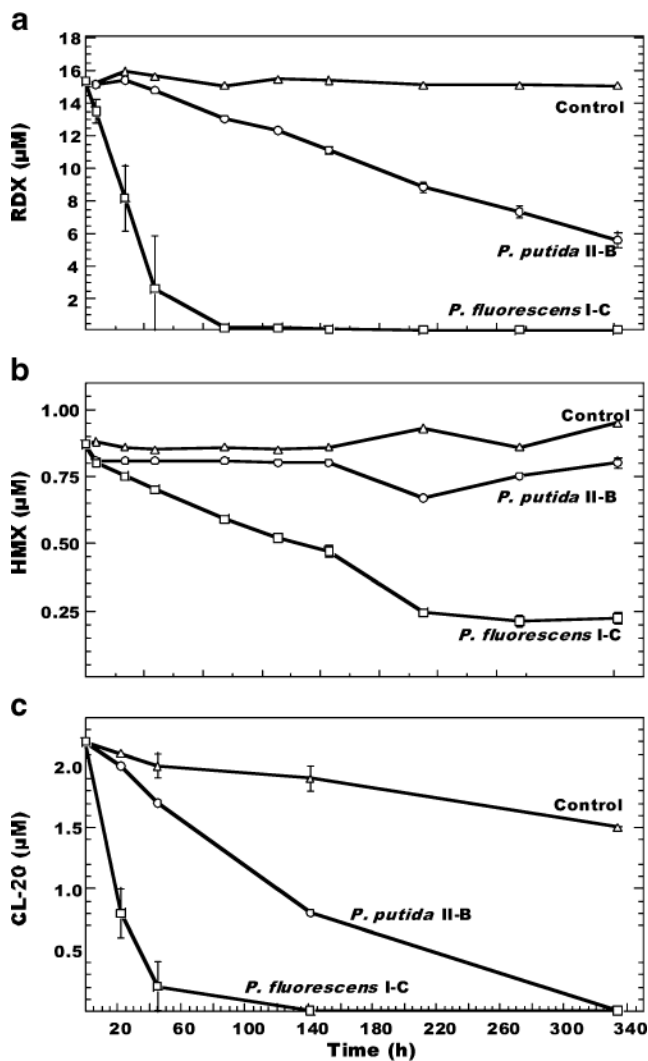 a
18
16
14
12
10
8
6
4
2
RDX (µM)
Control
P. putida II-B
P. fluorescens I-C
b
1.00
0.75
0.50
0.25
HMX (µM)
Control
P. putida II-B
P. fluorescens I-C
c
2.0
1.5
1.0
0.5
CL-20 (µM)
Control
P. putida II-B
P. fluorescens I-C
20 60 100 140 180 220 260 300 340
Time (h)